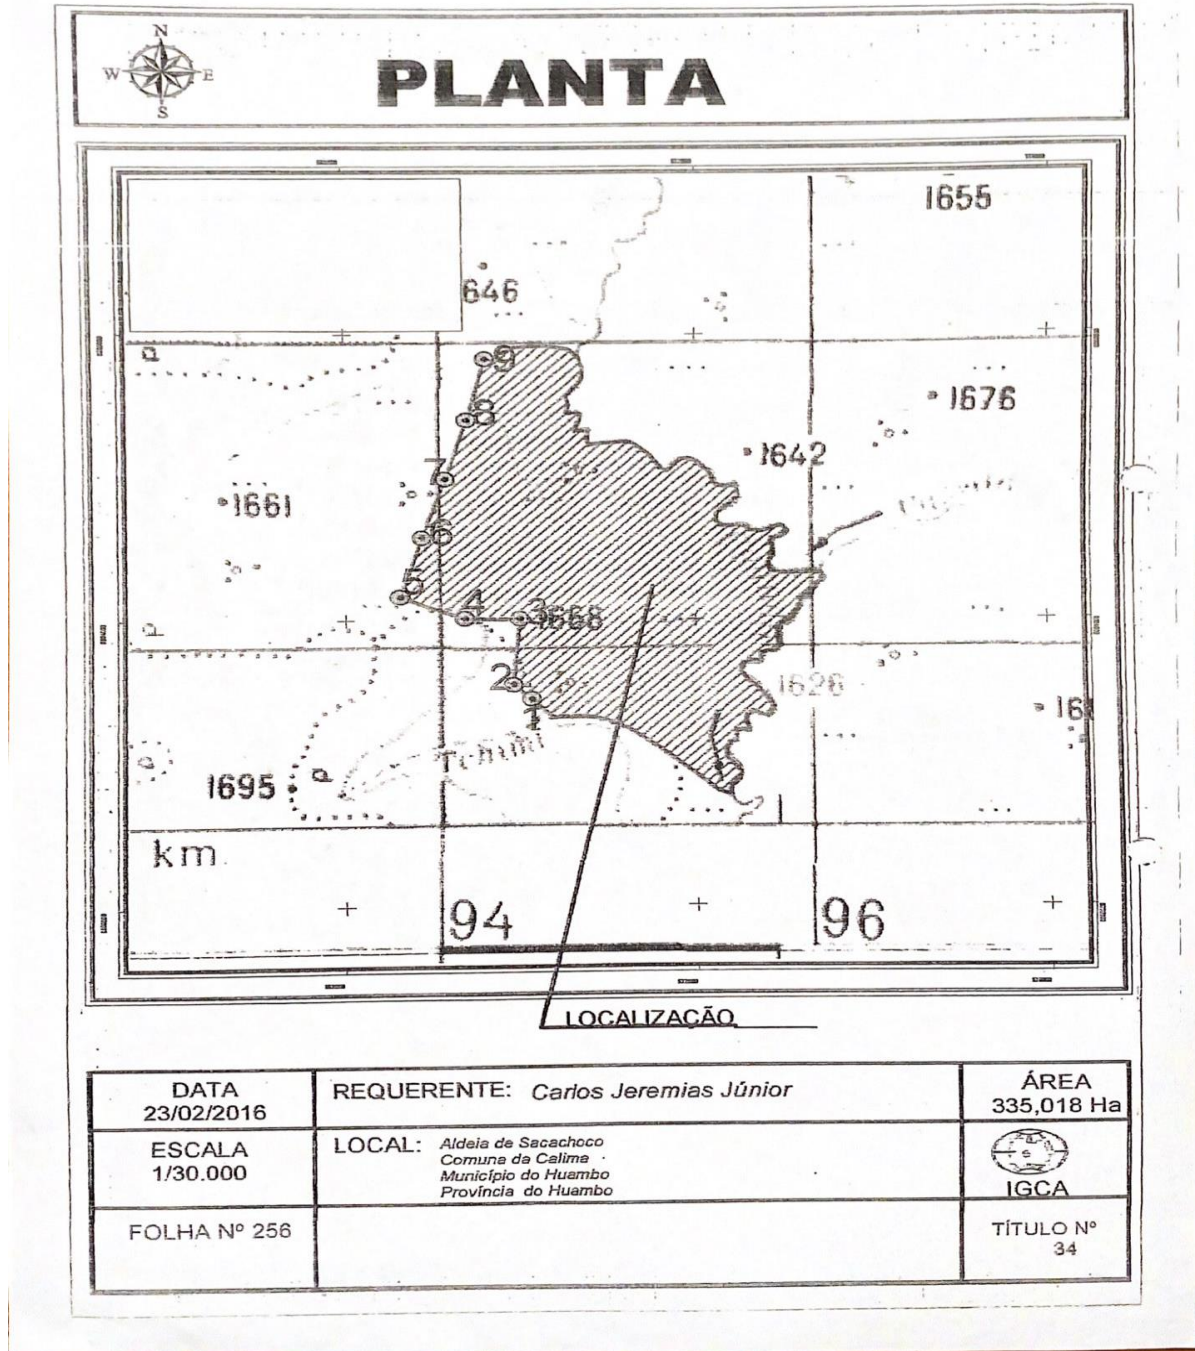 N
W E
S
PLANTA
1655
646
1676
1642
1661
9
8
7
6
5
4
3
1668
2
1
1626
16
1695
km
94
96
LOCALIZAÇÃO
DATA
23/02/2016
REQUERENTE: Carlos Jeremias Júnior
ÁREA
335,018 Ha
ESCALA
1/30.000
LOCAL: Aldeia de Sacachoco
Comuna da Calima
Município do Huambo
Província do Huambo
IGCA
FOLHA Nº 256
TÍTULO Nº
34